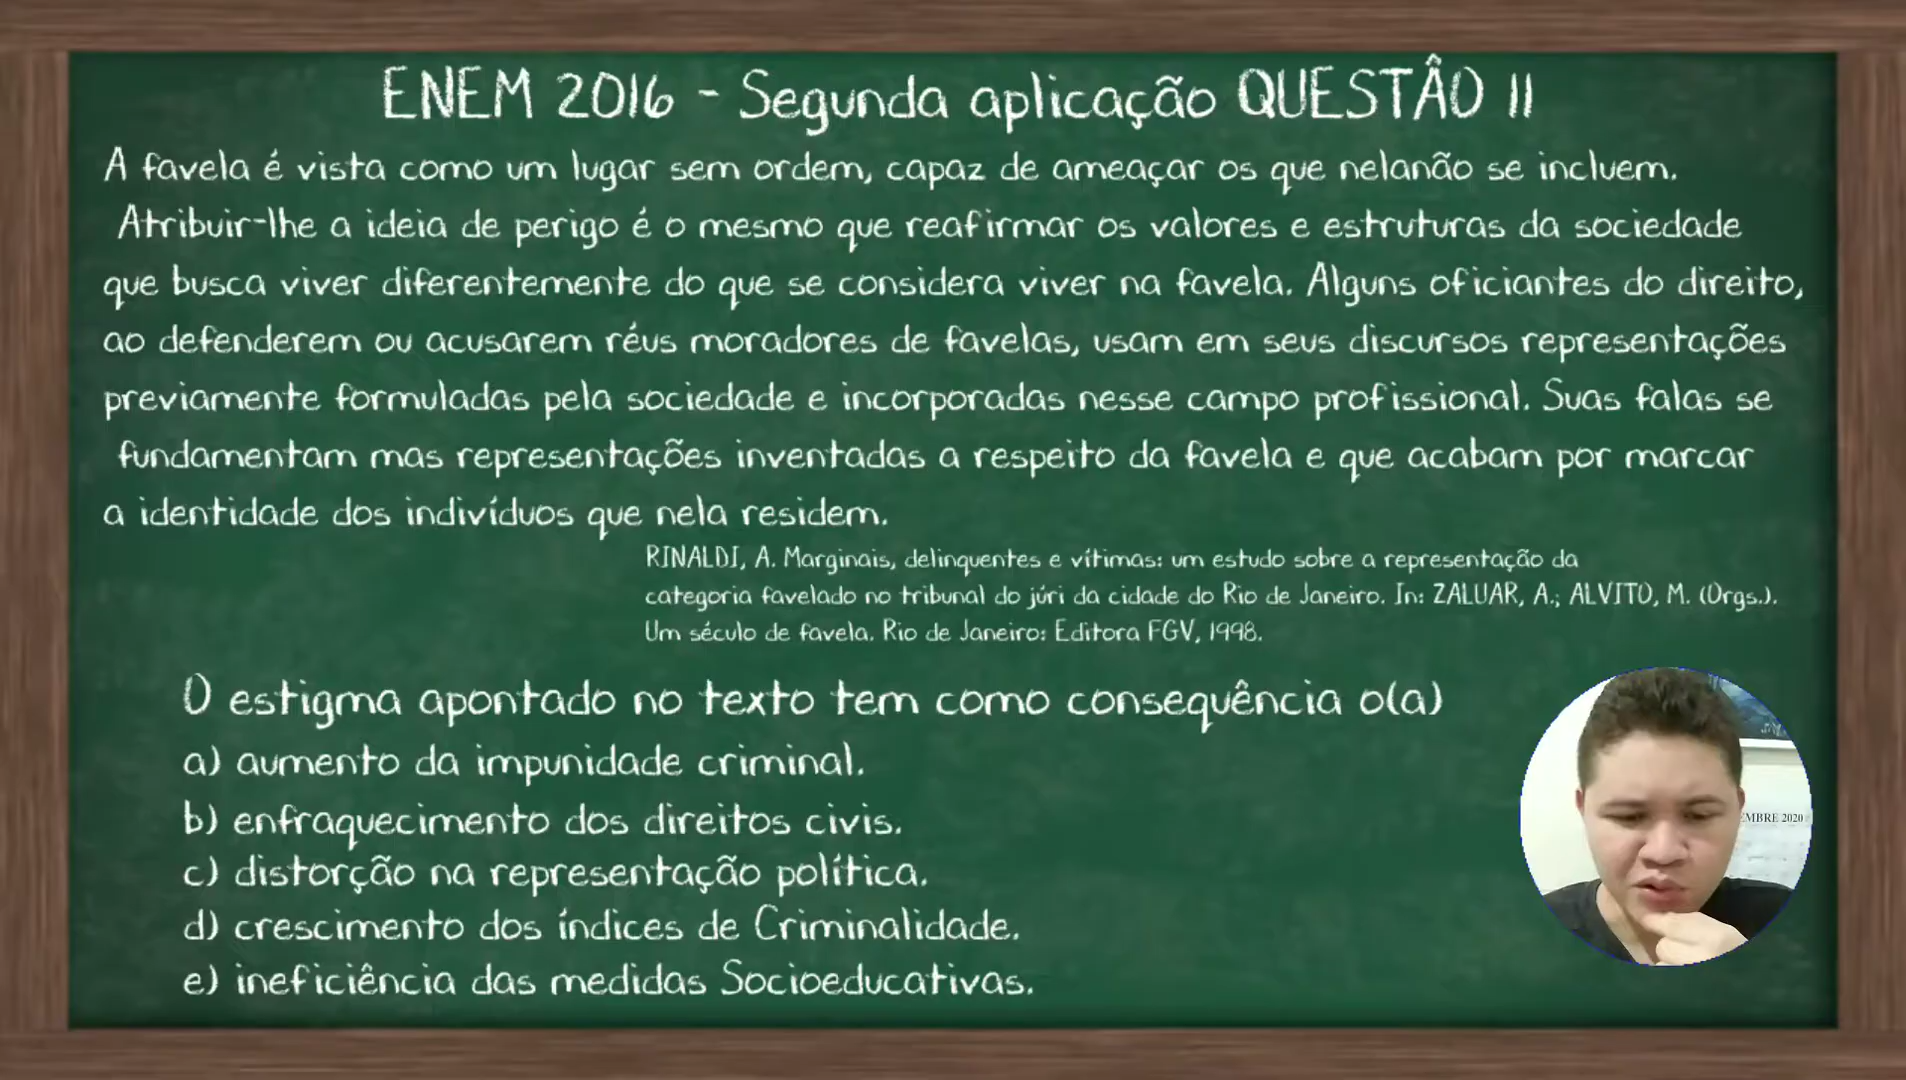 ENEM 2016 - Segunda aplicação QUESTÂO 11
A favela é vista como um lugar sem ordem, capaz de ameaçar os que nelanão se incluem.
Atribuir-lhe a ideia de perigo é o mesmo que reafirmar os valores e estruturas da sociedade
que busca viver diferentemente do que se considera viver na favela. Alguns oficiantes do direito,
ao defenderem ou acusarem réus moradores de favelas, usam em seus discursos representações
previamente formuladas pela sociedade e incorporadas nesse campo profissional. Suas falas se
fundamentam mas representações inventadas a respeito da favela e que acabam por marcar
a identidade dos indivíduos que nela residem.
RINALDI, A. Marginais, delinquentes e vítimas: um estudo sobre a representação da
categoria favelado no tribunal do júri da cidade do Rio de Janeiro. In: ZALUAR, A.; ALVITO, M. (Orgs.).
Um século de favela. Rio de Janeiro: Editora FGV, 1998.
O estigma apontado no texto tem como consequência o(a)
a) aumento da impunidade criminal.
b) enfraquecimento dos direitos civis.
c) distorção na representação política.
d) crescimento dos índices de Criminalidade.
e) ineficiência das medidas Socioeducativas.
EMBRE 2020